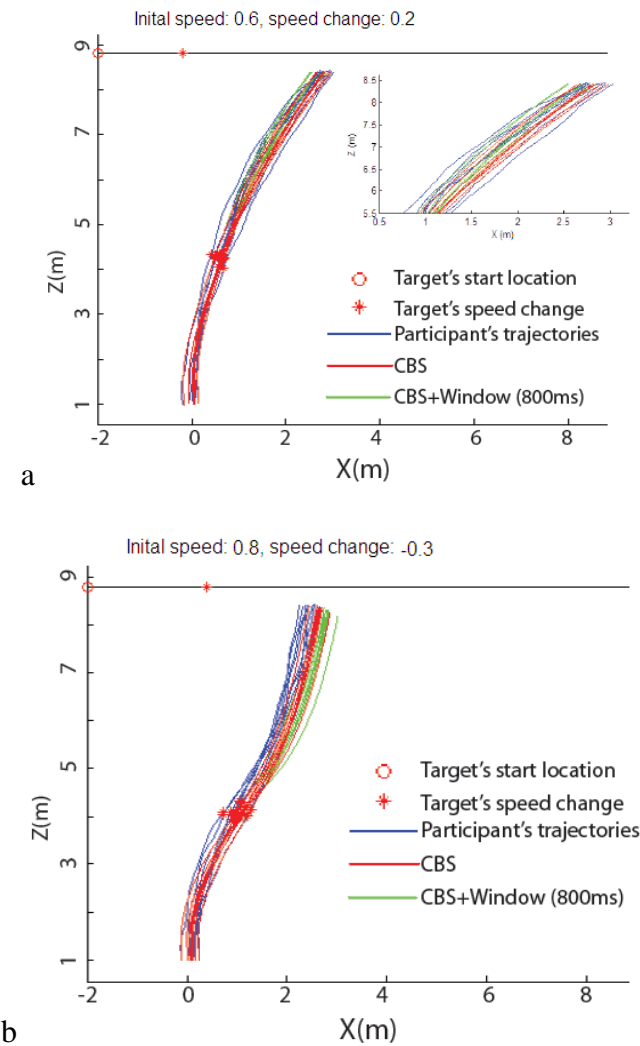 Inital speed: 0.6, speed change: 0.2
9
7
5
3
1
Z(m)
-2
0
2
4
6
8
X(m)
8.5
8
7.5
7
6.5
6
5.5
Z (m)
0.5
1
1.5
2
2.5
3
X (m)
Target's start location
Target's speed change
Participant's trajectories
CBS
CBS+Window (800ms)
a
Inital speed: 0.8, speed change: -0.3
9
7
5
3
1
Z(m)
-2
0
2
4
6
8
X(m)
Target's start location
Target's speed change
Participant's trajectories
CBS
CBS+Window (800ms)
b